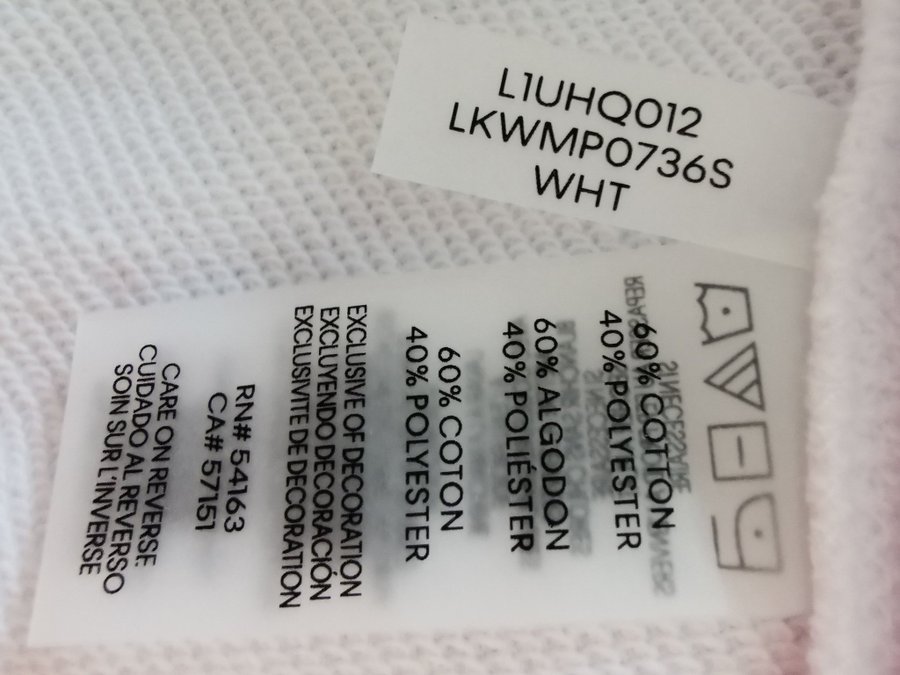 L1UHQ012
LKWMP0736S
WHT
60% COTTON
40% POLYESTER
60% ALGODON
40% POLIÉSTER
60% COTON
40% POLYESTER
EXCLUSIVE OF DECORATION
EXCLUYENDO DECORACIÓN
EXCLUSIVITE DE DECORATION
RN# 54163
CA# 57151
CARE ON REVERSE
CUIDADO AL REVERSO
SOIN SUR L'INVERSE